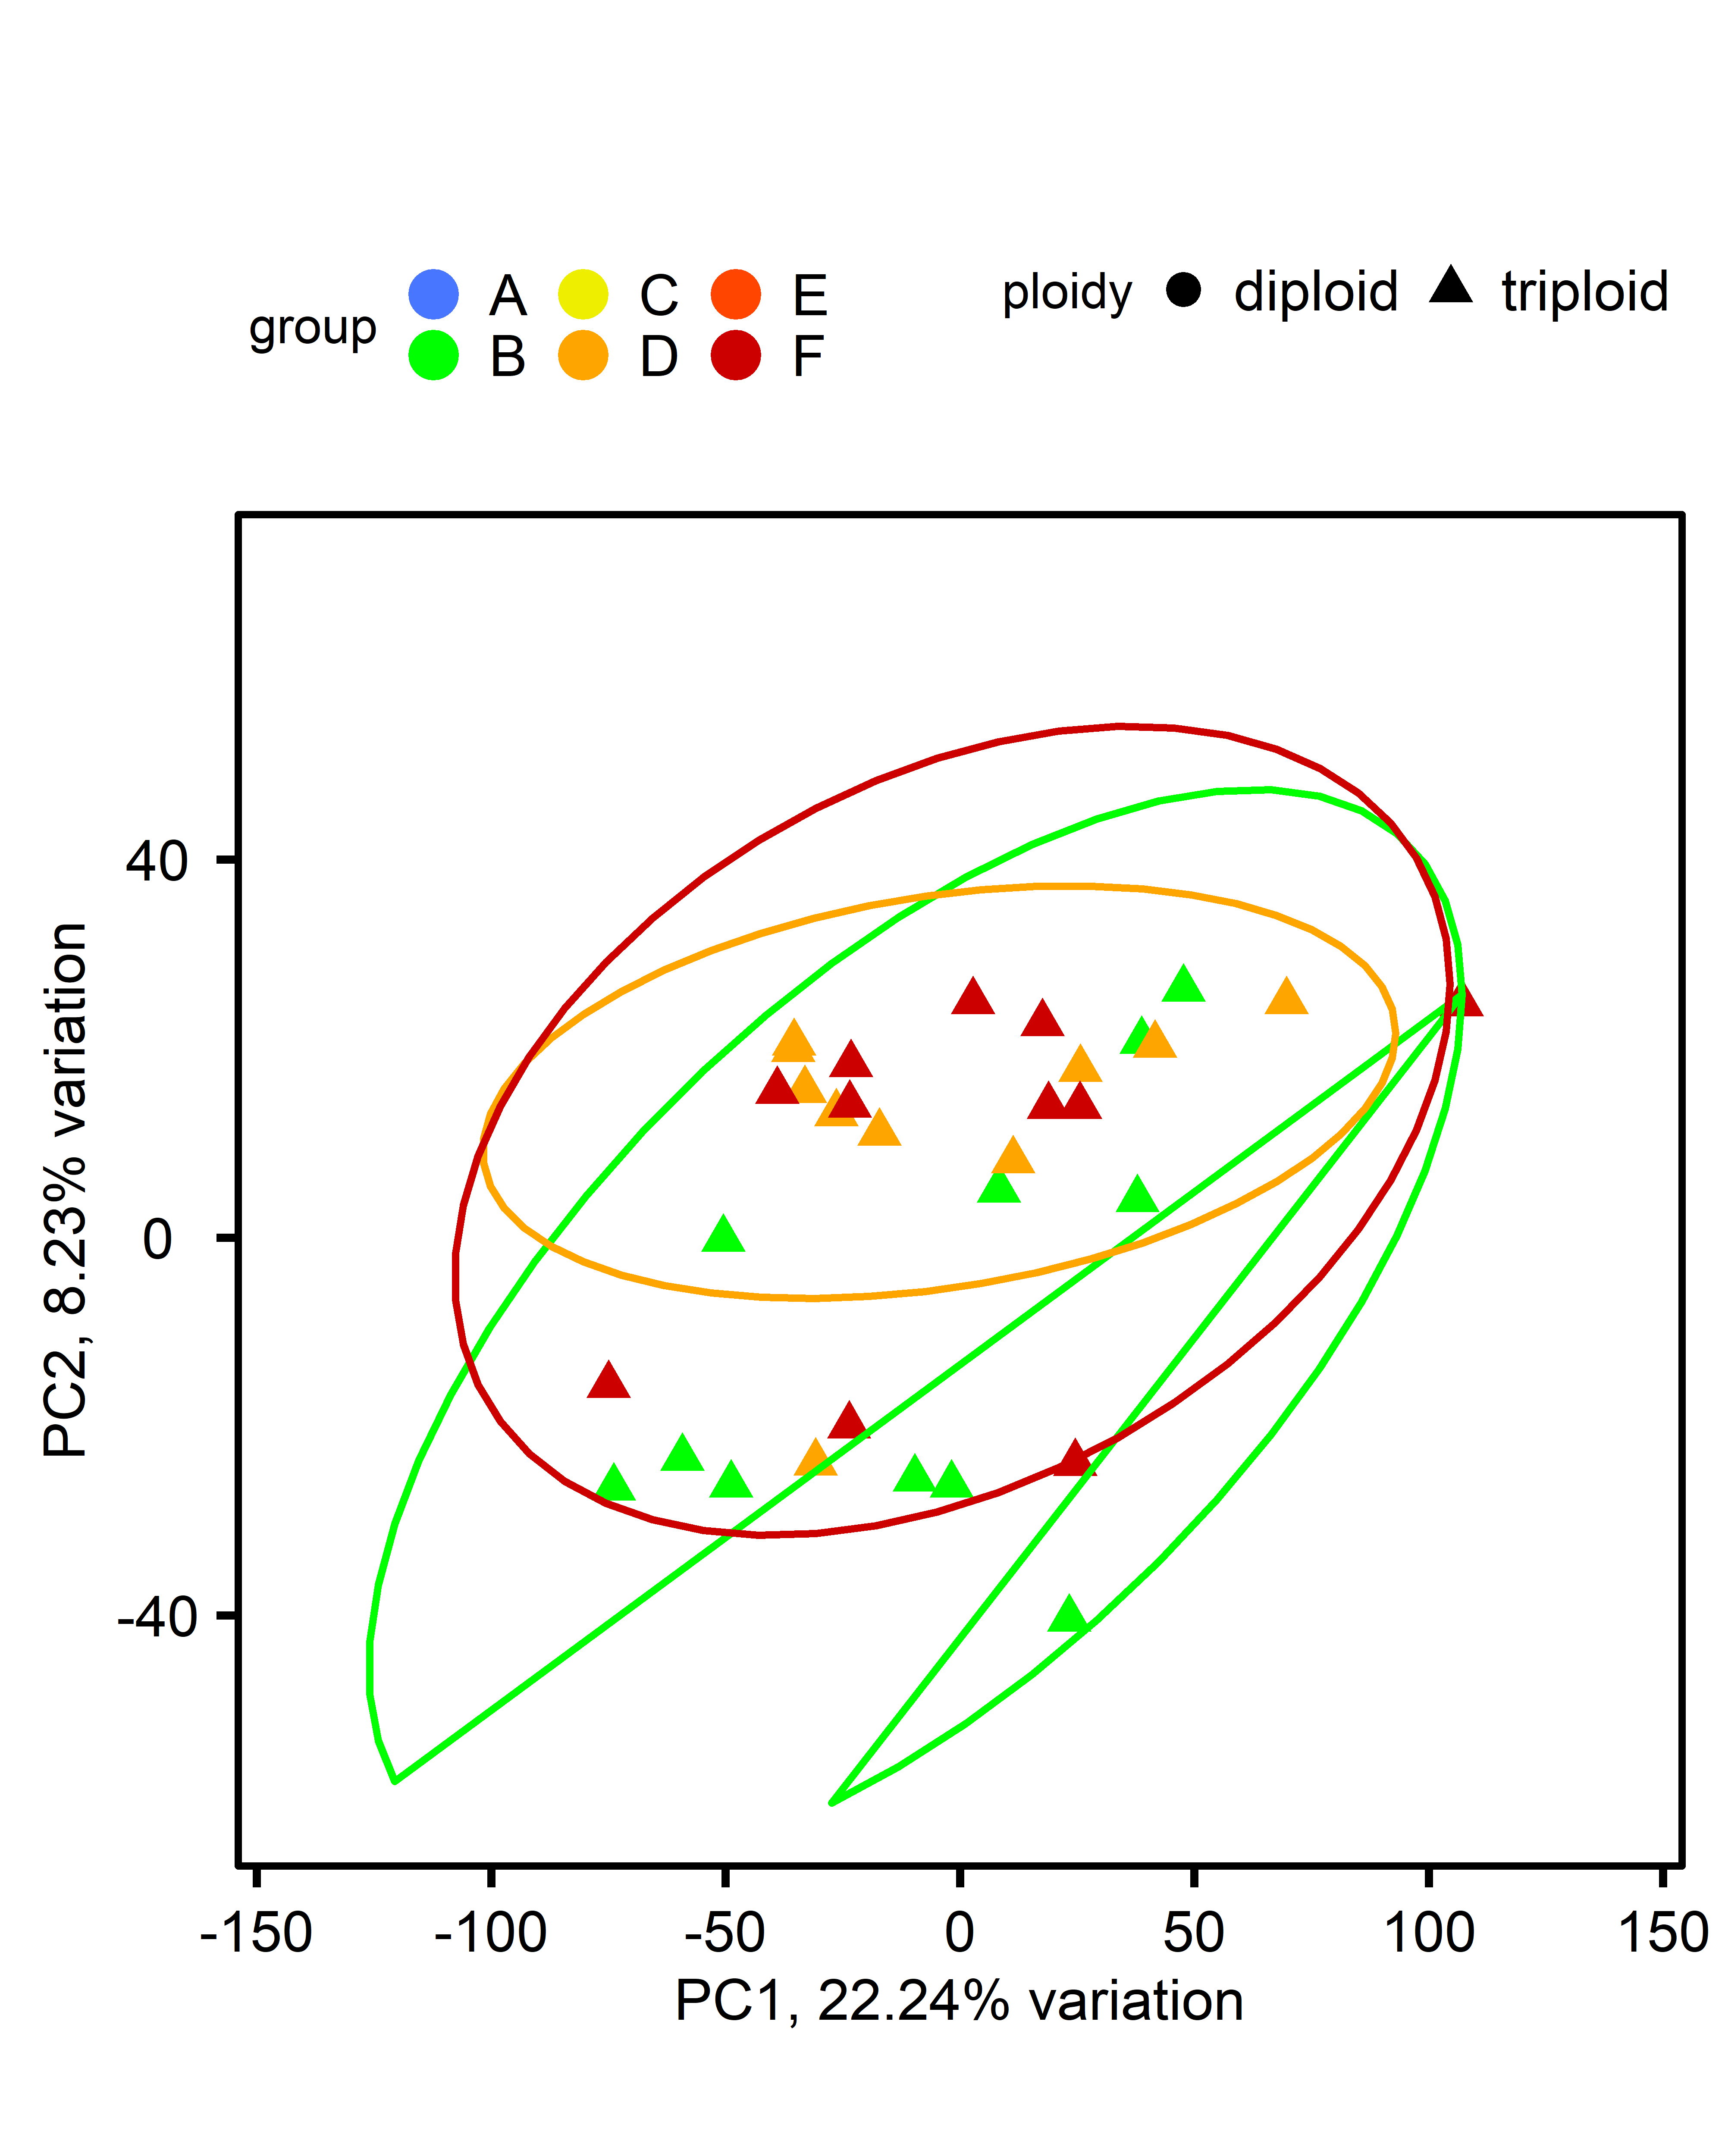 group
A C E
B D F
ploidy diploid triploid
PC2, 8.23% variation
40
0
-40
-150 -100 -50 0 50 100 150
PC1, 22.24% variation